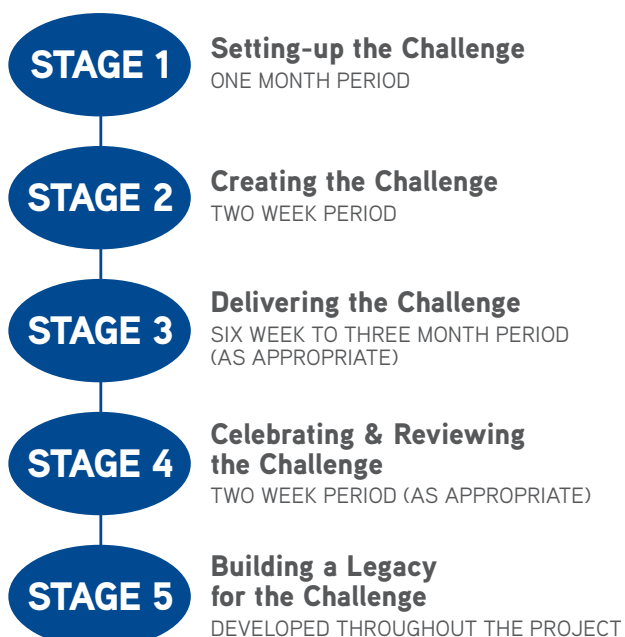 STAGE 1
Setting-up the Challenge
ONE MONTH PERIOD
STAGE 2
Creating the Challenge
TWO WEEK PERIOD
STAGE 3
Delivering the Challenge
SIX WEEK TO THREE MONTH PERIOD
(AS APPROPRIATE)
STAGE 4
Celebrating & Reviewing
the Challenge
TWO WEEK PERIOD (AS APPROPRIATE)
STAGE 5
Building a Legacy
for the Challenge
DEVELOPED THROUGHOUT THE PROJECT